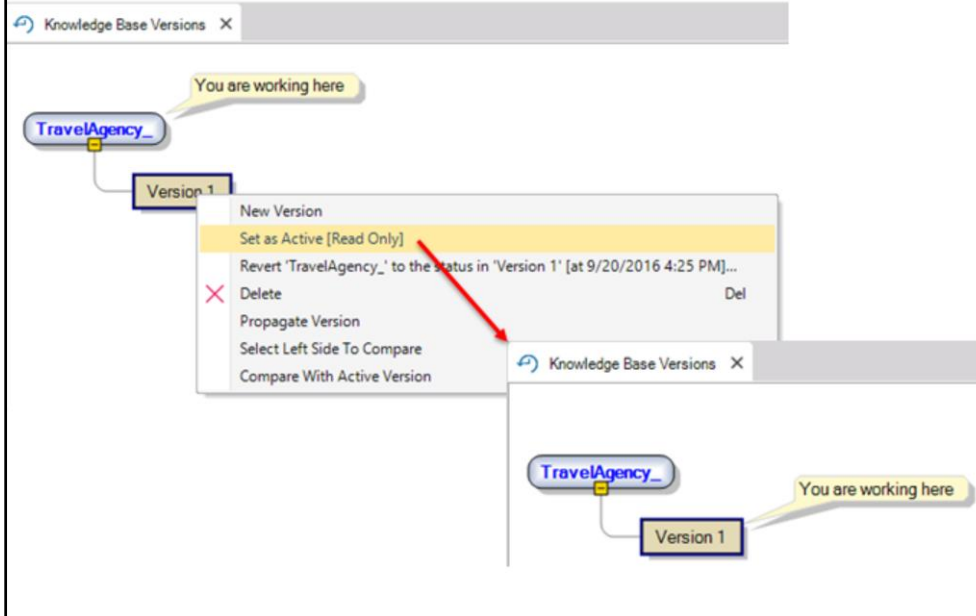 Knowledge Base Versions
You are working here
TravelAgency_
Version 1
New Version
Set as Active [Read Only]
Revert 'TravelAgency_' to the status in 'Version 1' [at 9/20/2016 4:25 PM]...
Delete Del
Propagate Version
Select Left Side To Compare
Compare With Active Version
Knowledge Base Versions
TravelAgency_
You are working here
Version 1